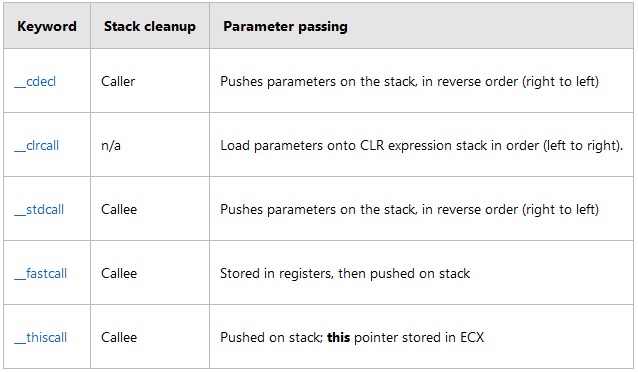 Keyword Stack cleanup Parameter passing
__cdecl Caller Pushes parameters on the stack, in reverse order (right to left)
__clrcall n/a Load parameters onto CLR expression stack in order (left to right).
__stdcall Callee Pushes parameters on the stack, in reverse order (right to left)
__fastcall Callee Stored in registers, then pushed on stack
__thiscall Callee Pushed on stack; this pointer stored in ECX